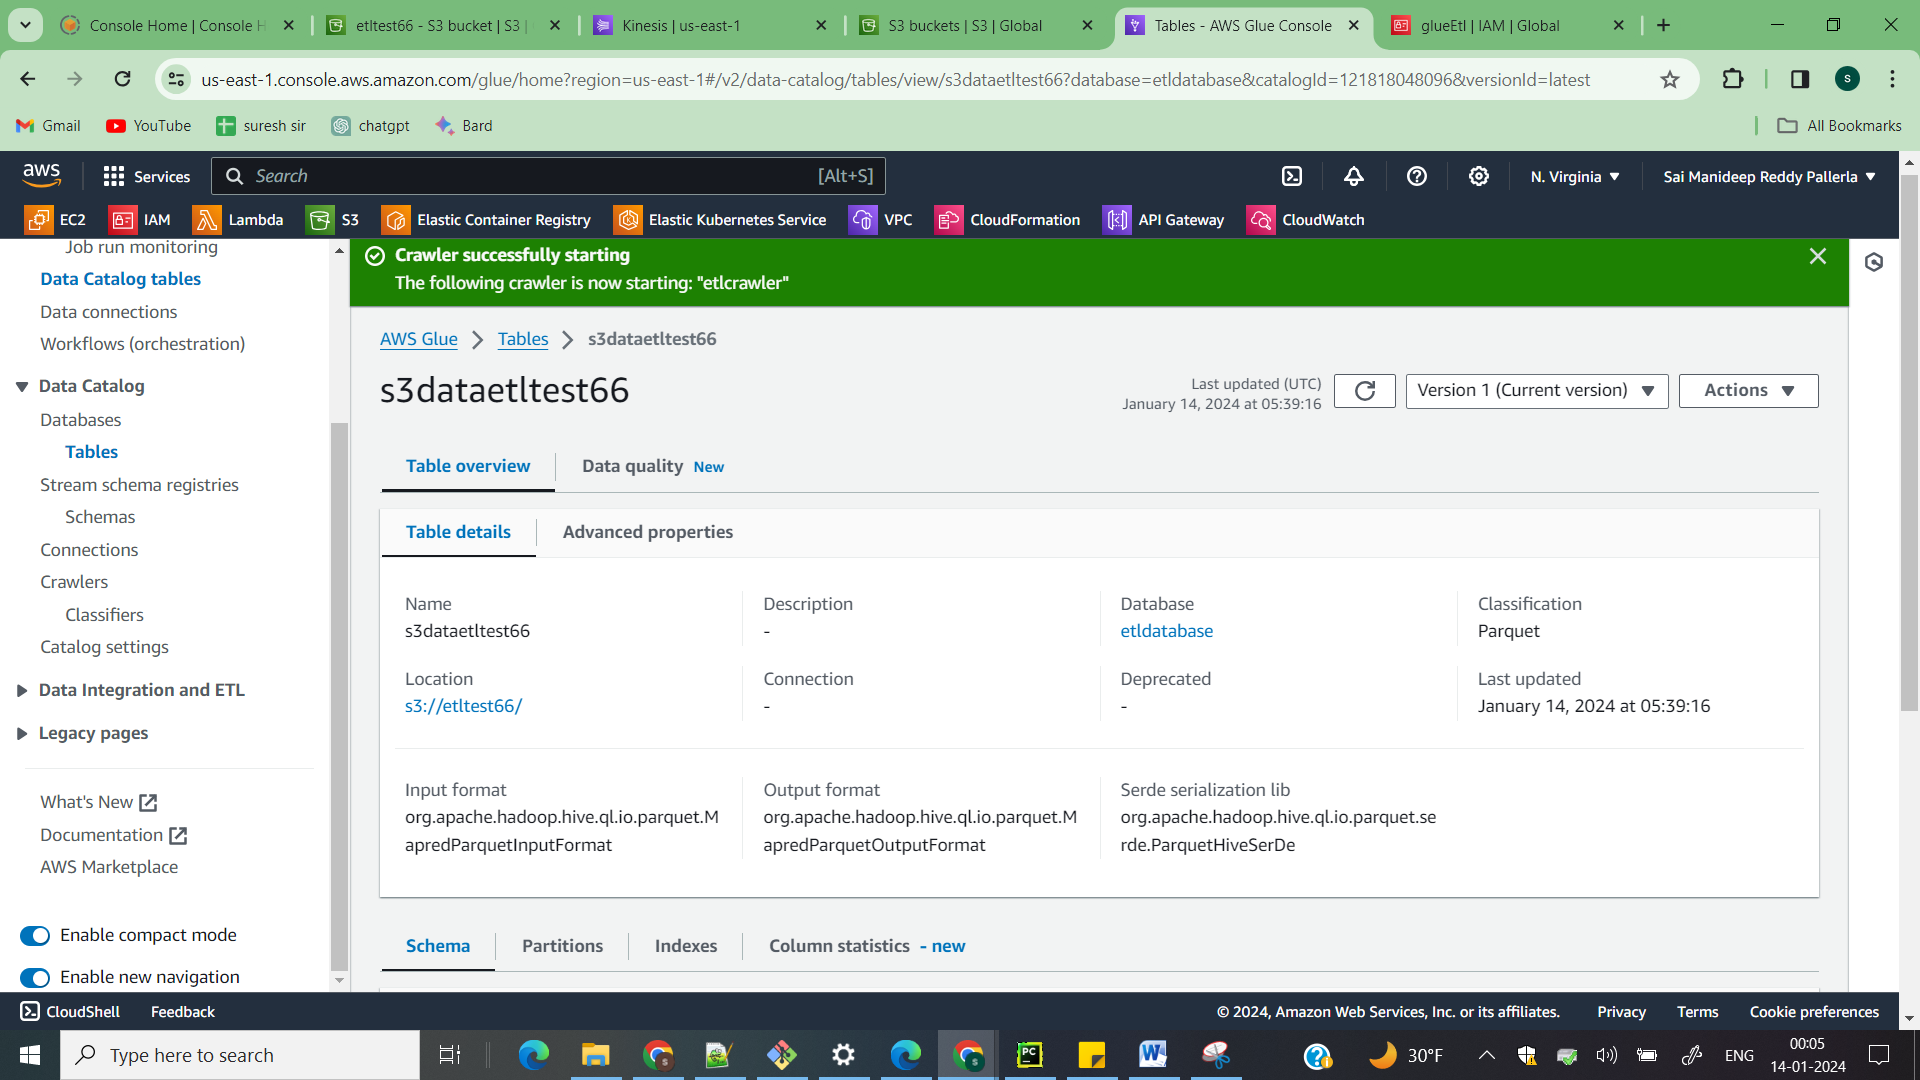 Console Home | Console H
etltest66 - S3 bucket | S3 |
Kinesis | us-east-1
S3 buckets | S3 | Global
Tables - AWS Glue Console
glueEtl | IAM | Global
us-east-1.console.aws.amazon.com/glue/home?region=us-east-1#/v2/data-catalog/tables/view/s3dataetltest66?database=etldatabase&catalogId=121818048096&versionId=latest
S
Gmail
YouTube
suresh sir
chatgpt
Bard
All Bookmarks
aws
Services
Search
[Alt+S]
N. Virginia
Sai Manideep Reddy Pallerla
EC2
IAM
Lambda
S3
Elastic Container Registry
Elastic Kubernetes Service
VPC
CloudFormation
API Gateway
CloudWatch
Job run monitoring
Data Catalog tables
Data connections
Workflows (orchestration)
Data Catalog
Databases
Tables
Stream schema registries
Schemas
Connections
Crawlers
Classifiers
Catalog settings
Data Integration and ETL
Legacy pages
What's New
Documentation
AWS Marketplace
Enable compact mode
Enable new navigation
Crawler successfully starting
The following crawler is now starting: "etlcrawler"
AWS Glue
Tables
s3dataetltest66
s3dataetltest66
Last updated (UTC)
January 14, 2024 at 05:39:16
Version 1 (Current version)
Actions
Table overview
Data quality New
Table details
Advanced properties
Name
s3dataetltest66
Description
-
Database
etldatabase
Classification
Parquet
Location
s3://etltest66/
Connection
-
Deprecated
-
Last updated
January 14, 2024 at 05:39:16
Input format
org.apache.hadoop.hive.ql.io.parquet.M
apredParquetInputFormat
Output format
org.apache.hadoop.hive.ql.io.parquet.M
apredParquetOutputFormat
Serde serialization lib
org.apache.hadoop.hive.ql.io.parquet.se
rde.ParquetHiveSerDe
Schema
Partitions
Indexes
Column statistics - new
CloudShell
Feedback
© 2024, Amazon Web Services, Inc. or its affiliates.
Privacy
Terms
Cookie preferences
Type here to search
PC
30°F
ENG
00:05
14-01-2024